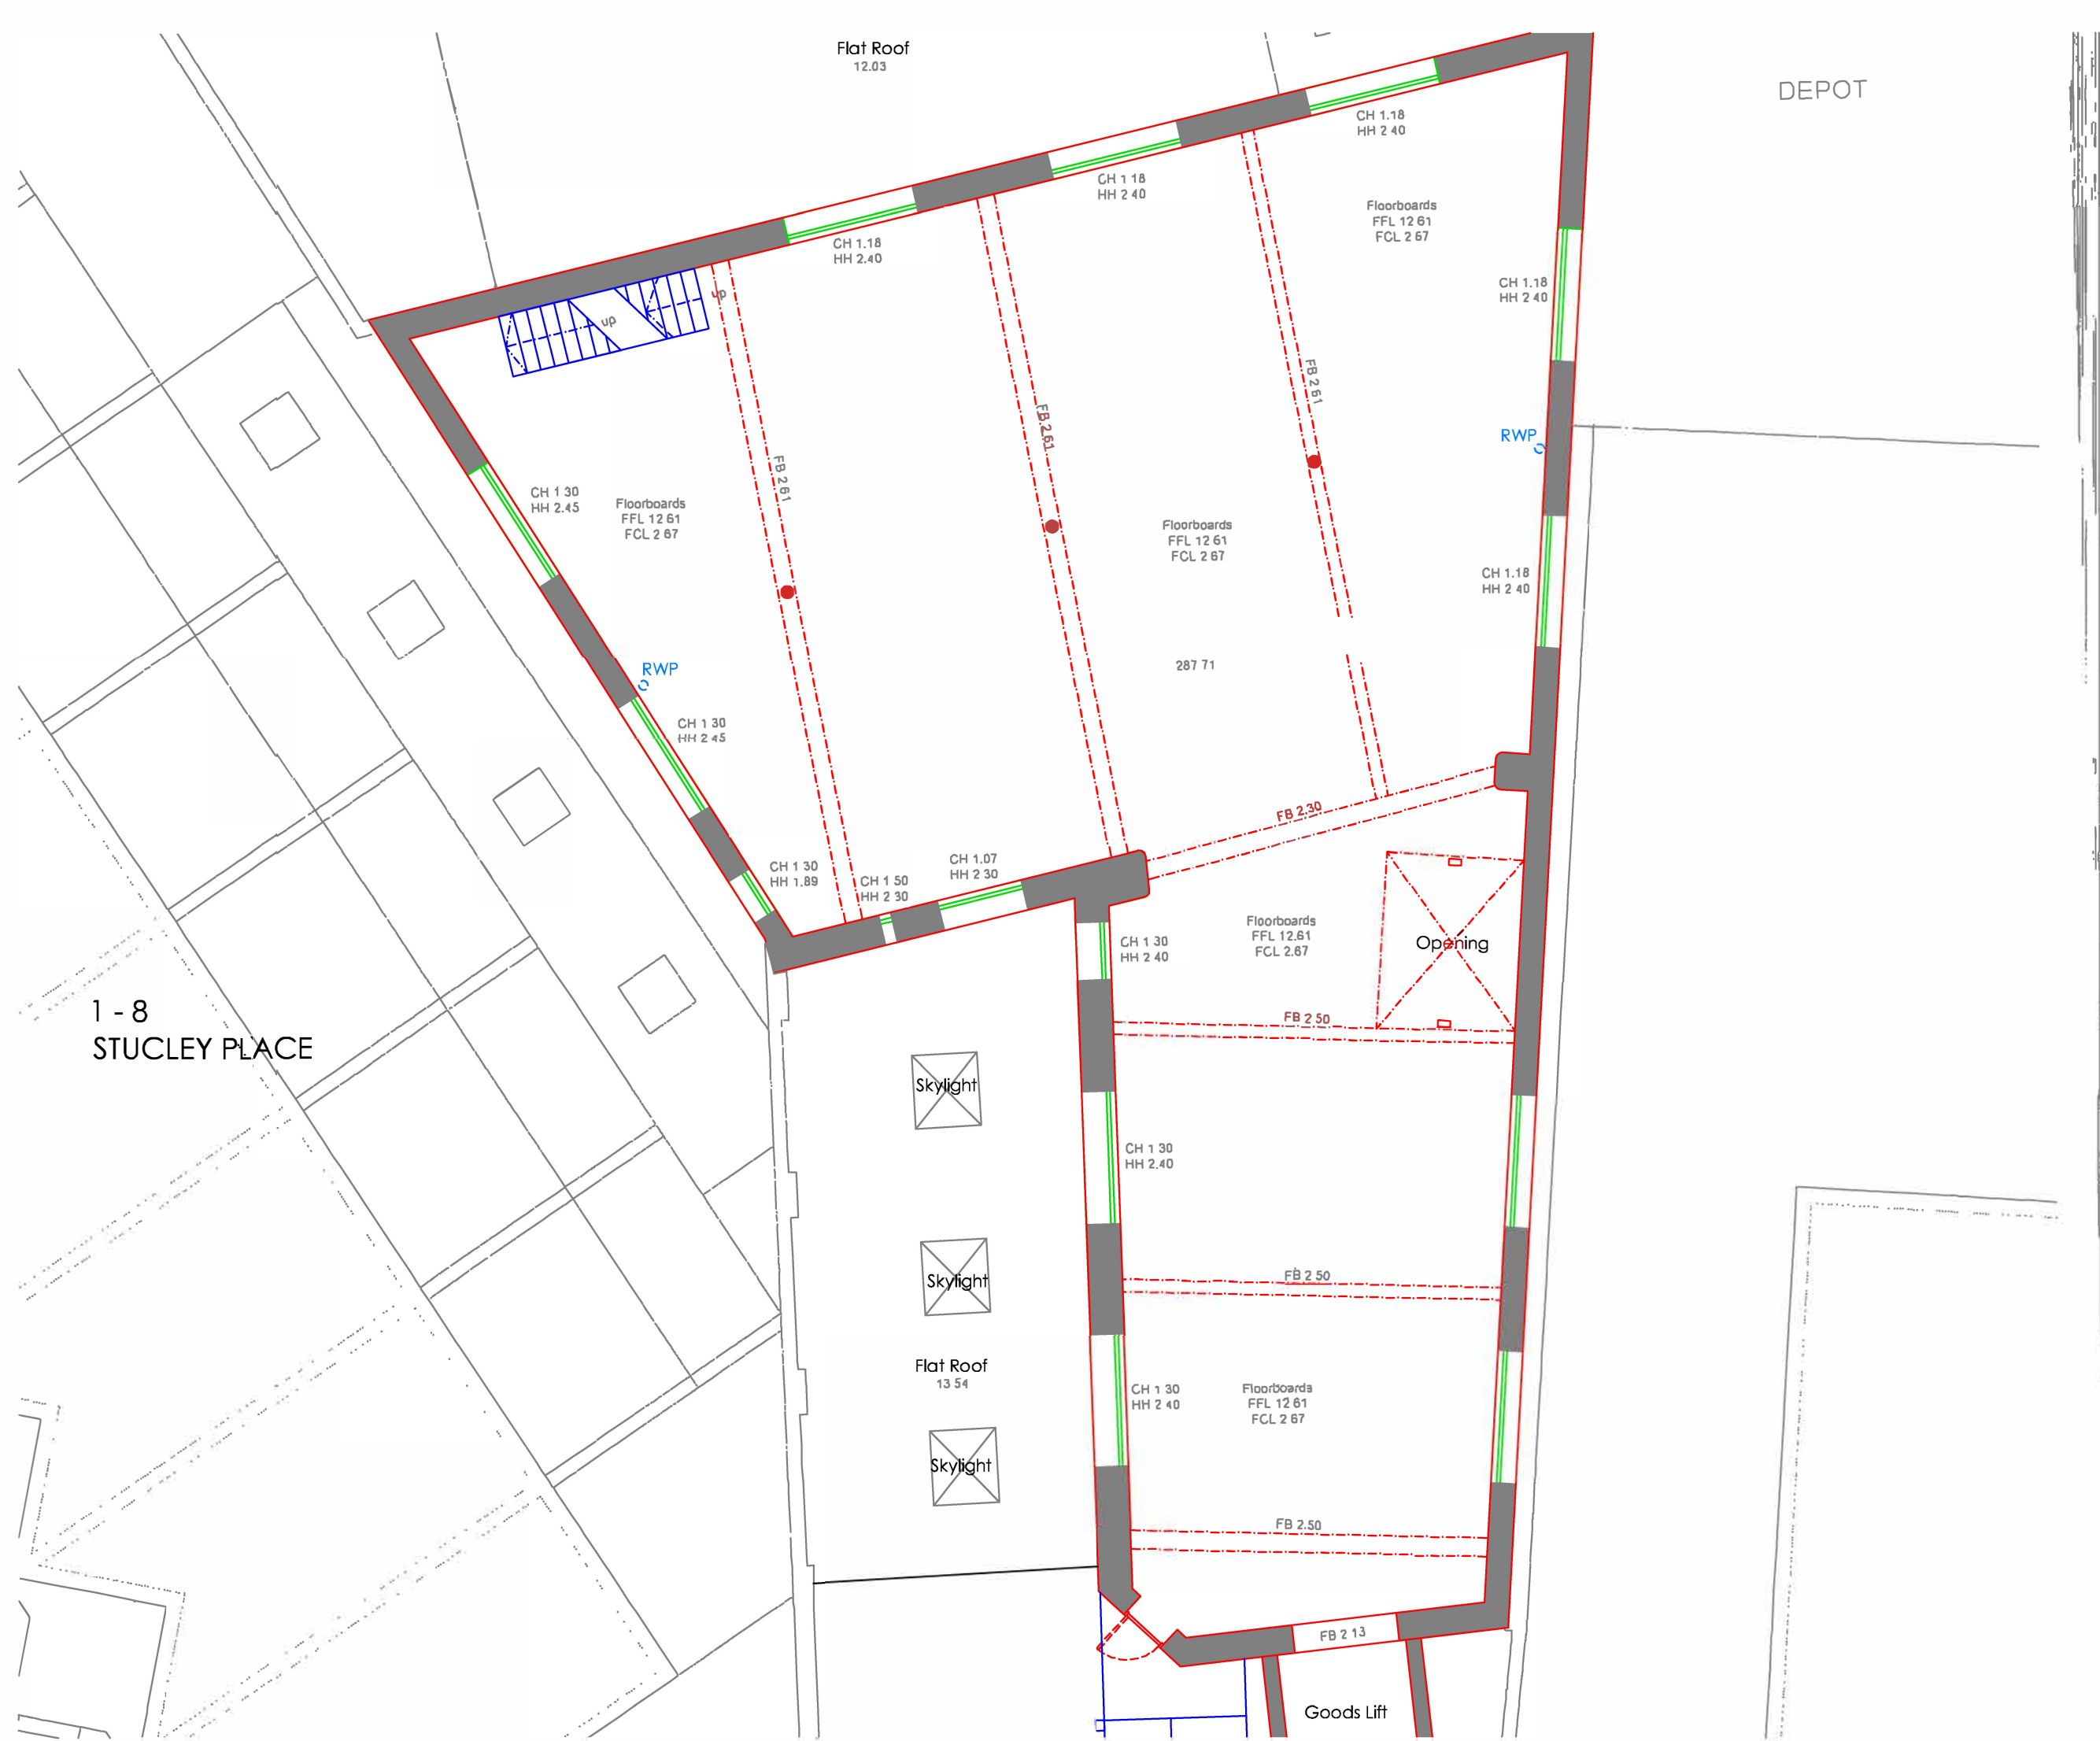 Flat Roof
12.03
DEPOT
CH 1.18
HH 2 40
CH 1 18
HH 2 40
Floorboards
FFL 12 61
FCL 2 67
CH 1.18
HH 2.40
CH 1.18
HH 2 40
up
up
FB 2 61
FB 2 61
FB 2 61
RWP
CH 1 30
HH 2.45
Floorboards
FFL 12 61
FCL 2 67
Floorboards
FFL 12 61
FCL 2 67
CH 1.18
HH 2 40
RWP
287 71
CH 1 30
HH 2 45
FB 2.30
CH 1 30
HH 1.89
CH 1 50
HH 2 30
CH 1.07
HH 2 30
CH 1 30
HH 2 40
Floorboards
FFL 12.61
FCL 2.67
Opening
1 - 8
STUCLEY PLACE
FB 2 50
Skylight
CH 1 30
HH 2.40
Skylight
FB 2 50
Flat Roof
13 54
CH 1 30
HH 2 40
Floorboards
FFL 12 61
FCL 2 67
Skylight
FB 2.50
FB 2 13
Goods Lift